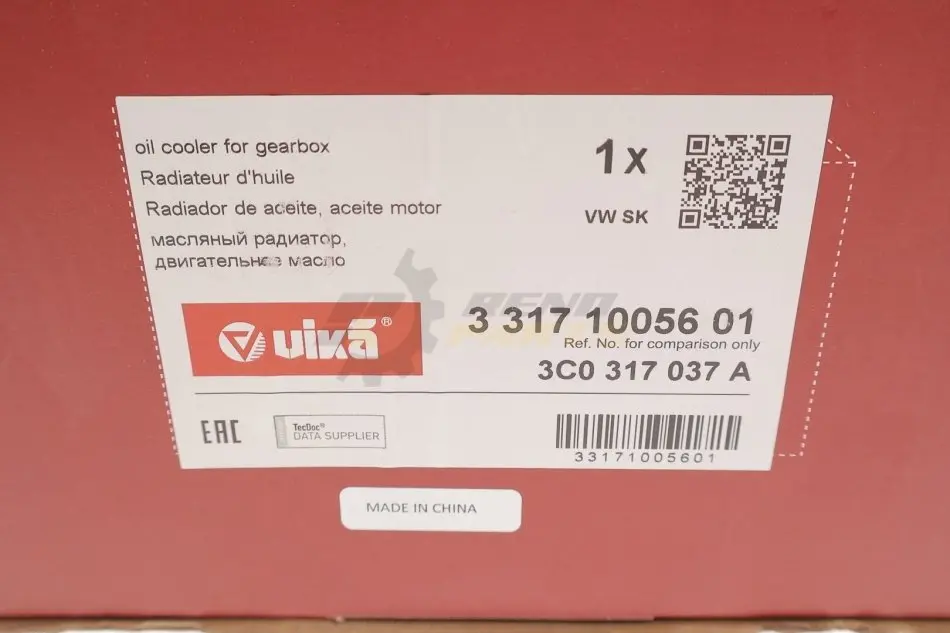 oil cooler for gearbox
Radiateur d'huile
Radiador de aceite, aceite motor
масляный радиатор,
двигательное масло
1x
VW SK
vika®
3 317 10056 01
Ref. No. for comparison only
3C0 317 037 A
EAC
TecDoc®
DATA SUPPLIER
33171005601
MADE IN CHINA